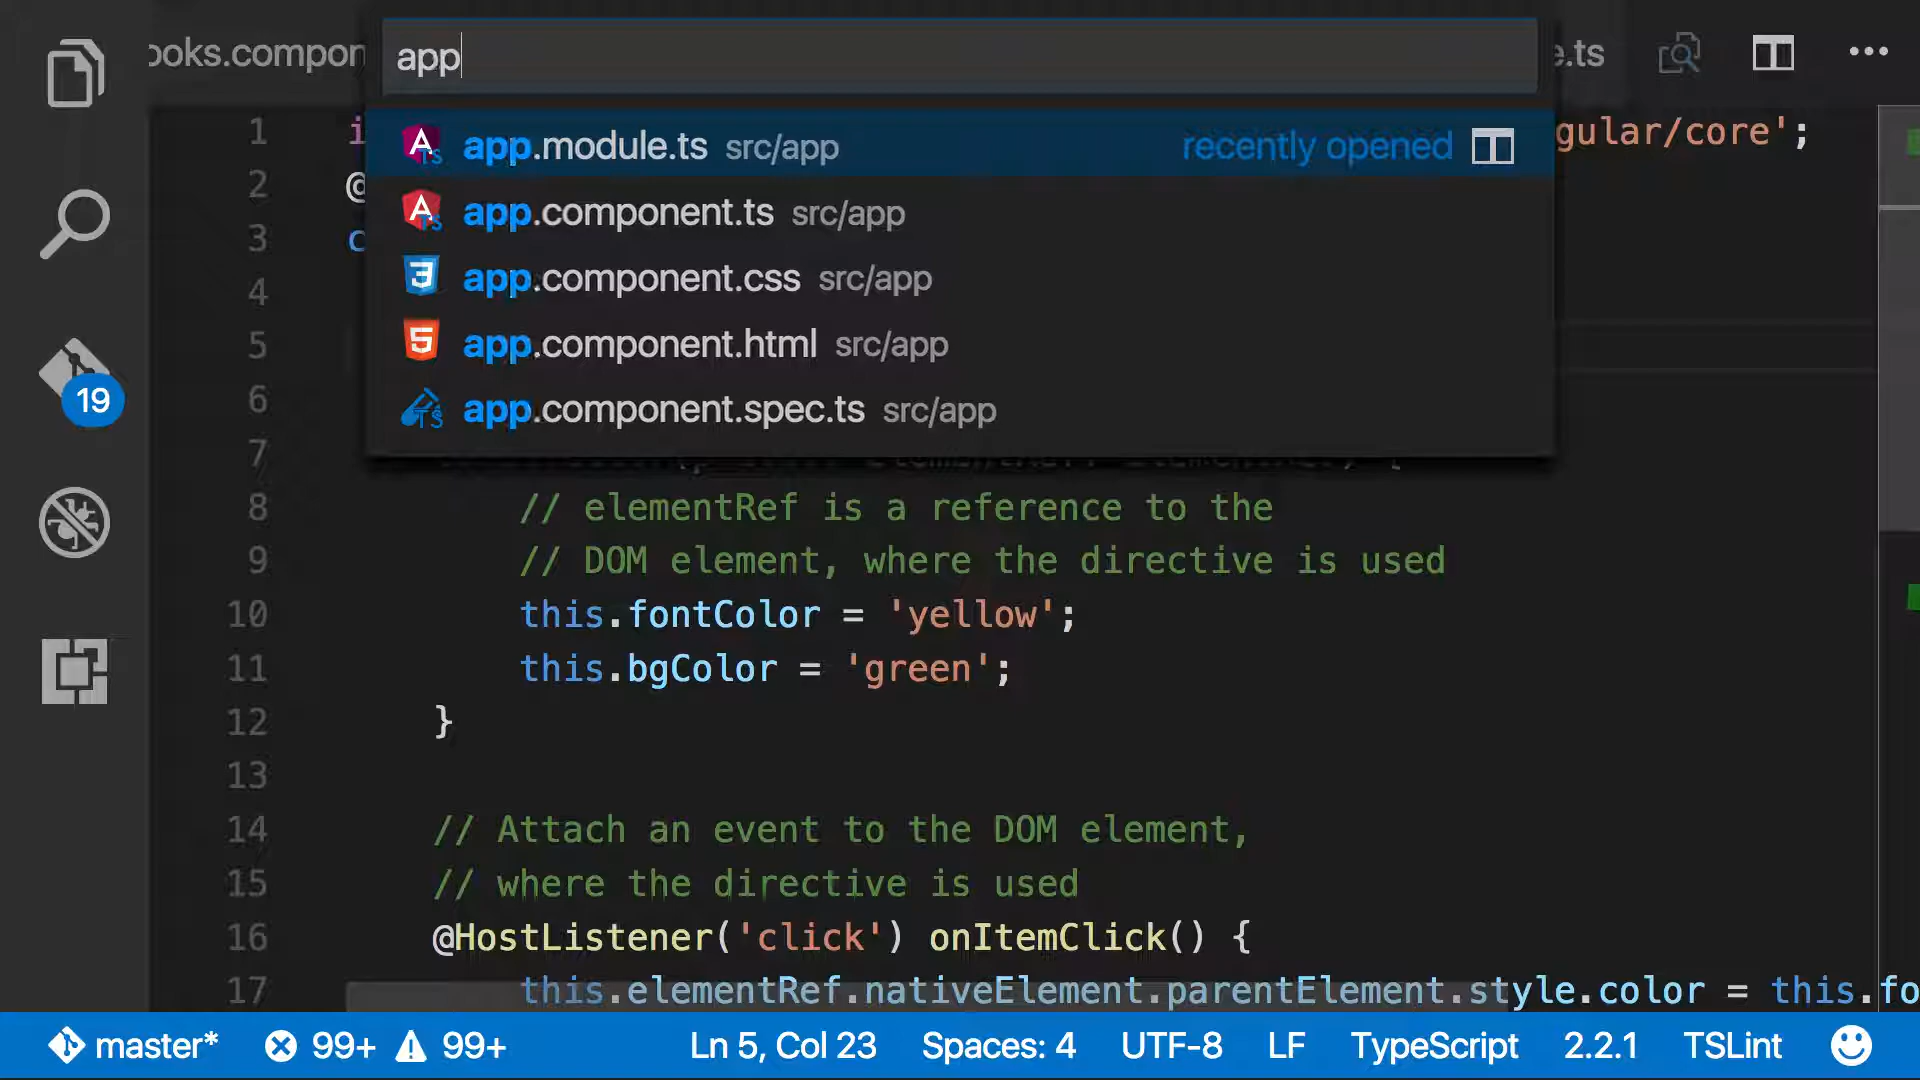 ooks.compon
app
e.ts
1 i gular/core';
app.module.ts src/app recently opened
2 @
app.component.ts src/app
3 c
app.component.css src/app
4
5
app.component.html src/app
6
app.component.spec.ts src/app
19
7
8 // elementRef is a reference to the
9 // DOM element, where the directive is used
10 this.fontColor = 'yellow';
11 this.bgColor = 'green';
12 }
13
14 // Attach an event to the DOM element,
15 // where the directive is used
16 @HostListener('click') onItemClick() {
17 this.elementRef.nativeElement.parentElement.style.color = this.fo
master* 99+ 99+ Ln 5, Col 23 Spaces: 4 UTF-8 LF TypeScript 2.2.1 TSLint